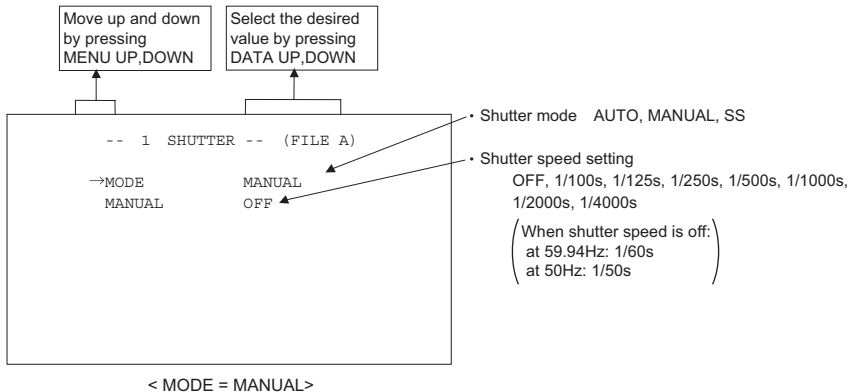 Move up and down
by pressing
MENU UP,DOWN
Select the desired
value by pressing
DATA UP,DOWN
-- 1 SHUTTER -- (FILE A)
→MODE MANUAL
MANUAL OFF
• Shutter mode AUTO, MANUAL, SS
• Shutter speed setting
OFF, 1/100s, 1/125s, 1/250s, 1/500s, 1/1000s,
1/2000s, 1/4000s
When shutter speed is off:
at 59.94Hz: 1/60s
at 50Hz: 1/50s
< MODE = MANUAL>